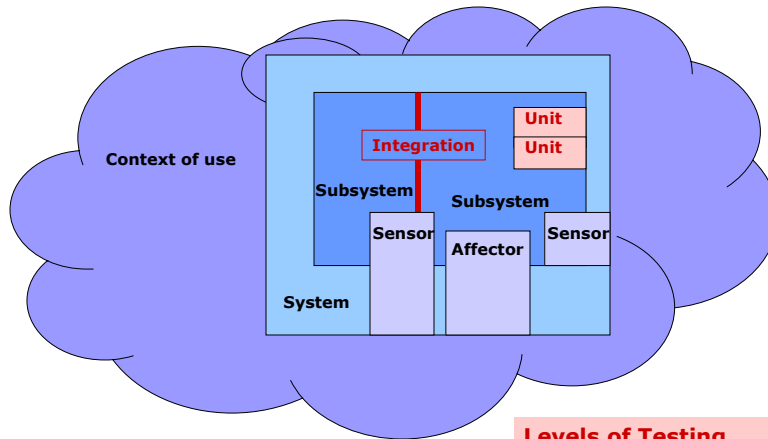 Unit
Integration
Unit
Context of use
Subsystem
Subsystem
Sensor
Sensor
Affector
System
Levels of Testing